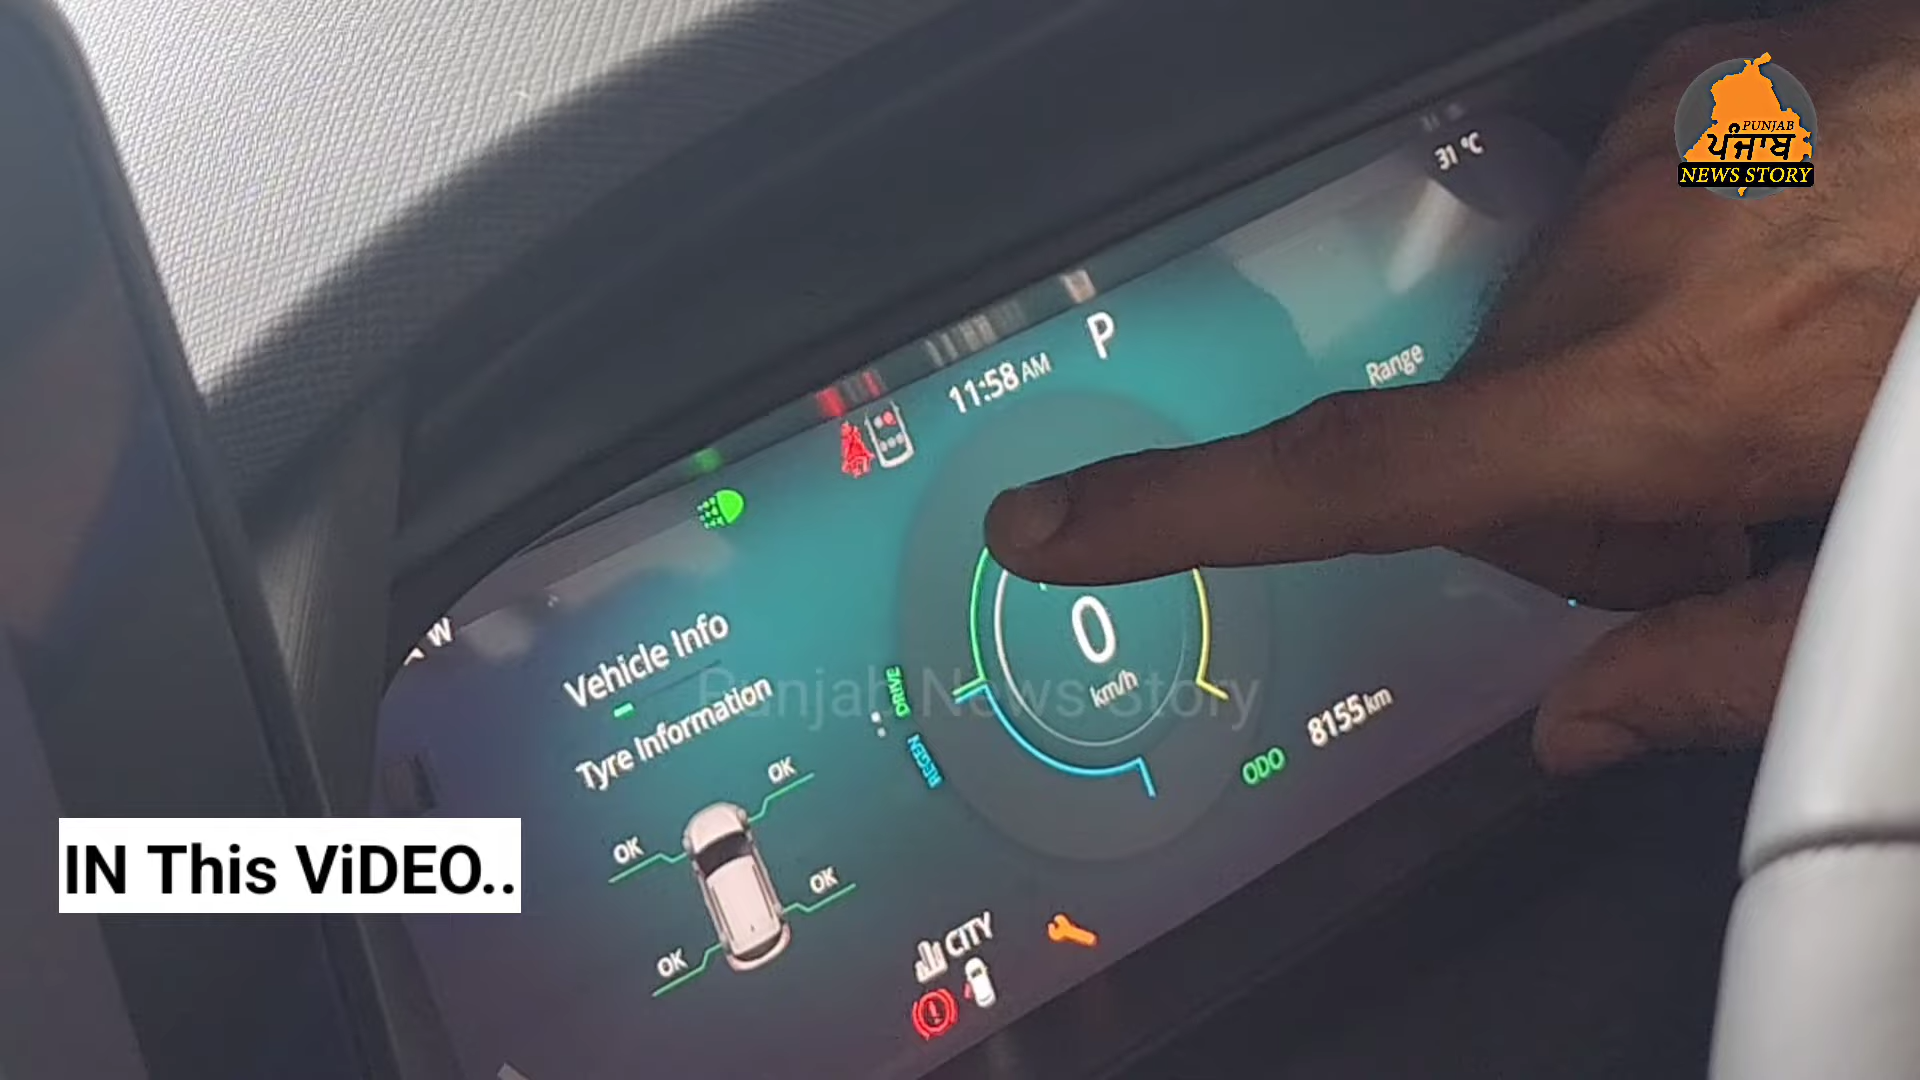 PUNJAB
ਪੰਜਾਬ
NEWS STORY
31 °C
P
11:58 AM
Range
W
Vehicle Info
Tyre Information
OK
OK
OK
OK
DRIVE
REGEN
0
km/h
Punjab News Story
ODO 8155 km
CITY
IN This ViDEO..